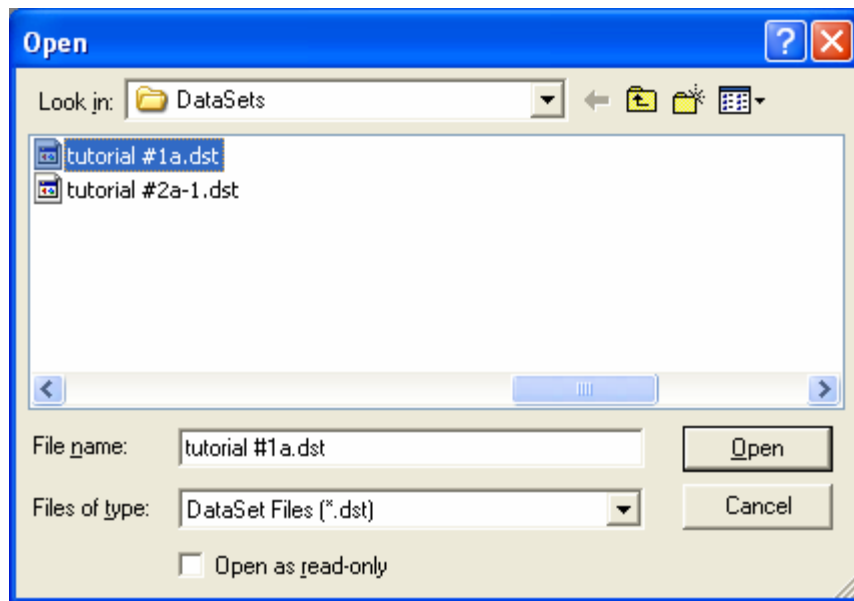 Open
Look in: DataSets
tutorial #1a.dst
tutorial #2a-1.dst
File name: tutorial #1a.dst Open
Files of type: DataSet Files (*.dst) Cancel
Open as read-only